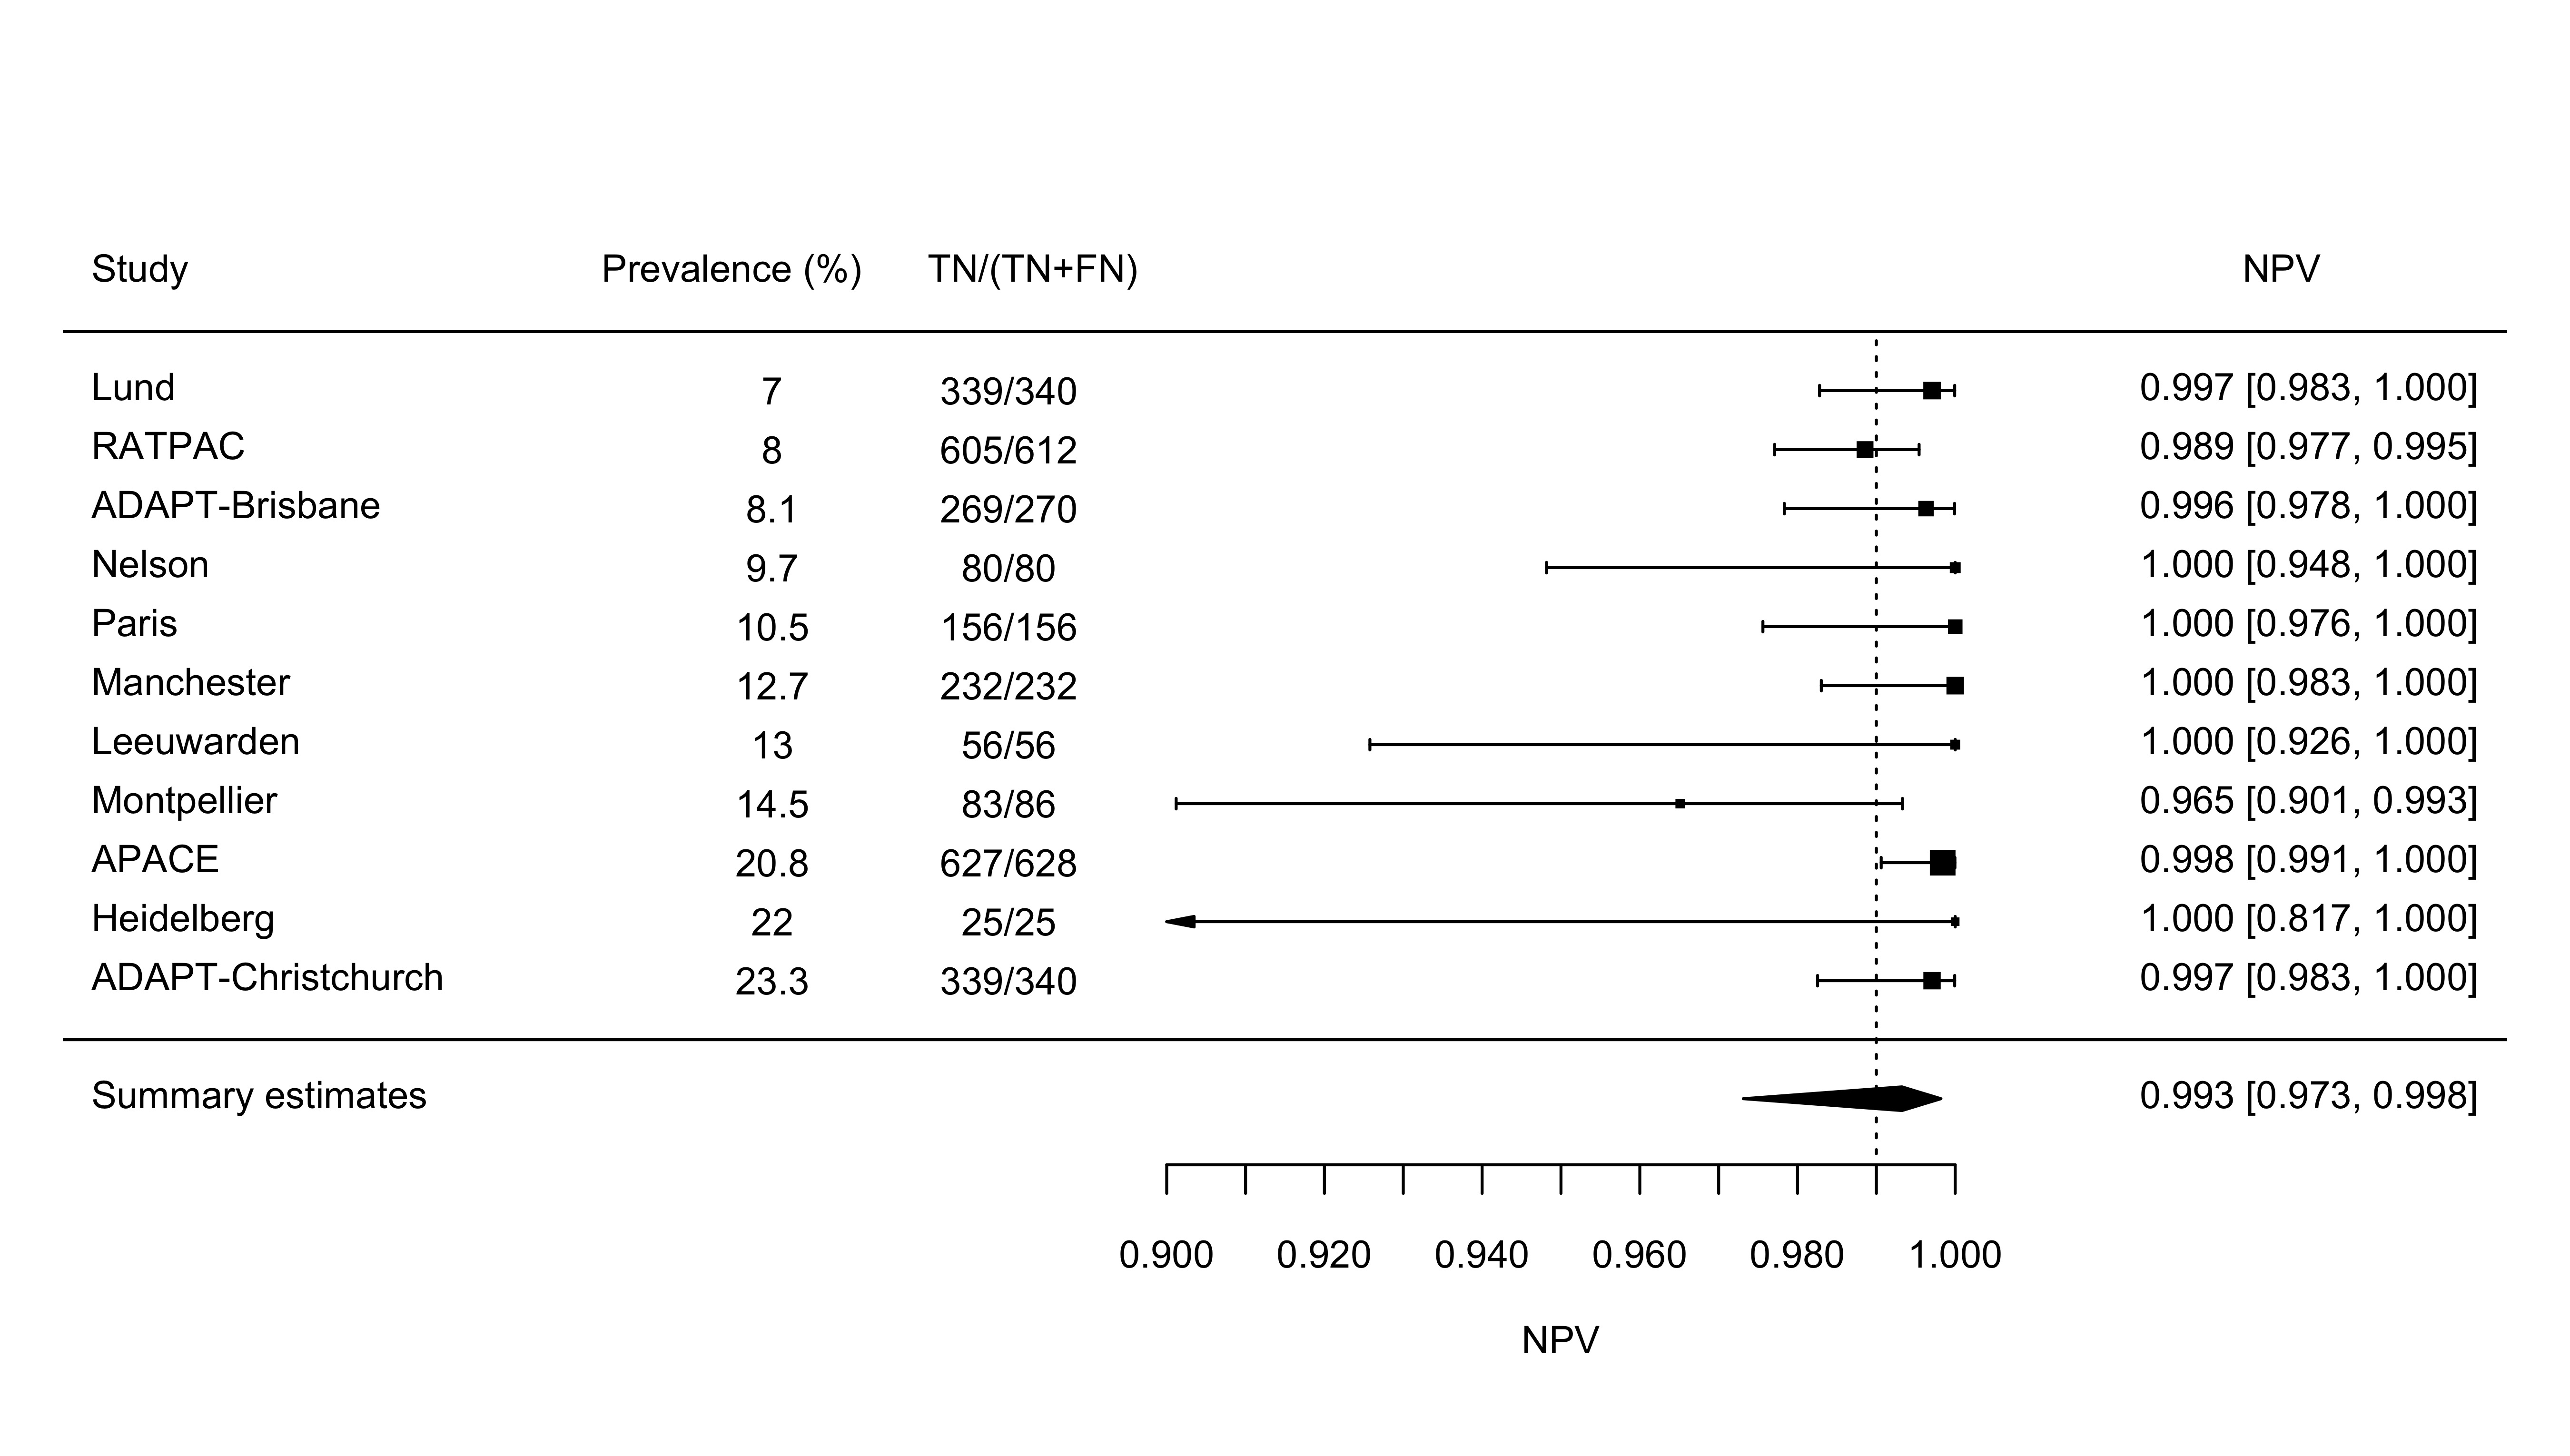 Study Prevalence (%) TN/(TN+FN) NPV
Lund 7 339/340 0.997 [0.983, 1.000]
RATPAC 8 605/612 0.989 [0.977, 0.995]
ADAPT-Brisbane 8.1 269/270 0.996 [0.978, 1.000]
Nelson 9.7 80/80 1.000 [0.948, 1.000]
Paris 10.5 156/156 1.000 [0.976, 1.000]
Manchester 12.7 232/232 1.000 [0.983, 1.000]
Leeuwarden 13 56/56 1.000 [0.926, 1.000]
Montpellier 14.5 83/86 0.965 [0.901, 0.993]
APACE 20.8 627/628 0.998 [0.991, 1.000]
Heidelberg 22 25/25 1.000 [0.817, 1.000]
ADAPT-Christchurch 23.3 339/340 0.997 [0.983, 1.000]
Summary estimates 0.993 [0.973, 0.998]
0.900 0.920 0.940 0.960 0.980 1.000
NPV